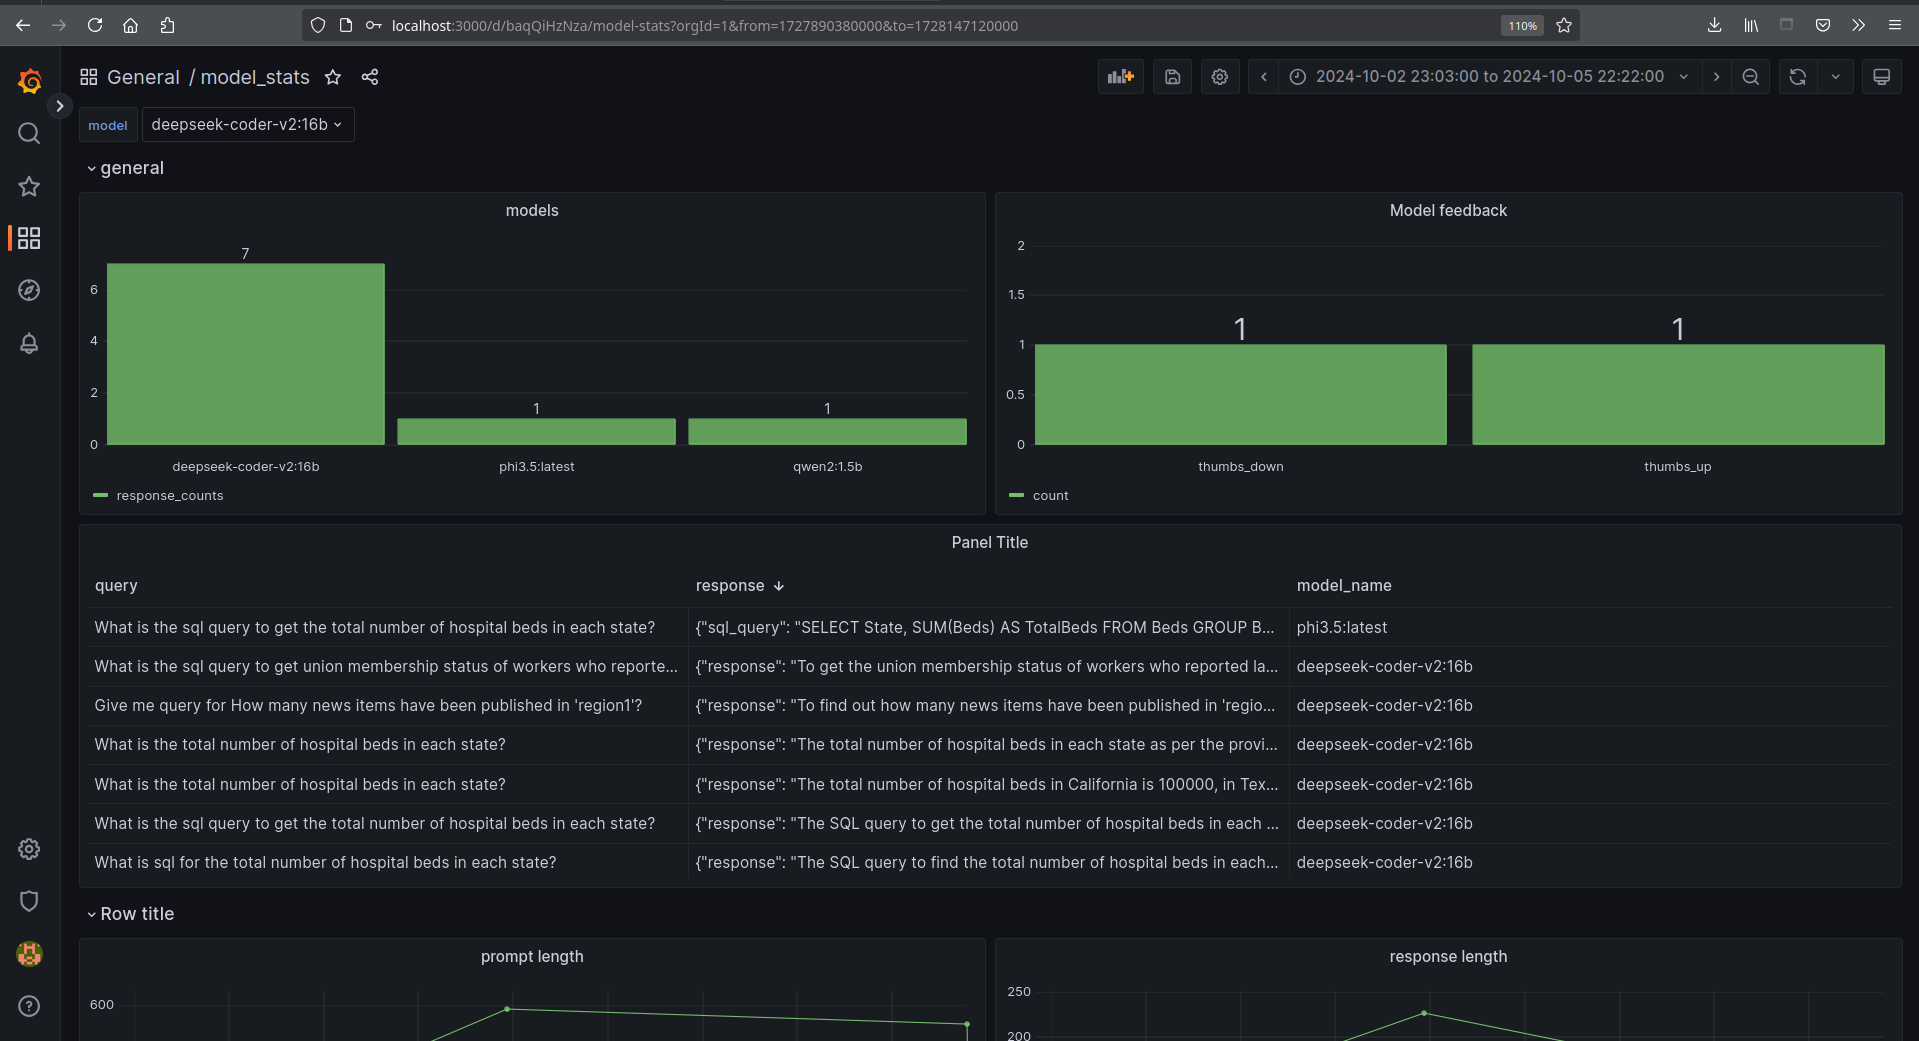 localhost:3000/d/baqQiHzNza/model-stats?orgId=1&from=1727890380000&to=1728147120000
110%
General / model_stats
2024-10-02 23:03:00 to 2024-10-05 22:22:00
model deepseek-coder-v2:16b
general
models
7
6
4
2
0
1
1
deepseek-coder-v2:16b phi3.5:latest qwen2:1.5b
response_counts
Model feedback
2
1.5
1
0.5
0
1
1
thumbs_down thumbs_up
count
Panel Title
query response model_name
What is the sql query to get the total number of hospital beds in each state? {"sql_query": "SELECT State, SUM(Beds) AS TotalBeds FROM Beds GROUP B... phi3.5:latest
What is the sql query to get union membership status of workers who reporte... {"response": "To get the union membership status of workers who reported la... deepseek-coder-v2:16b
Give me query for How many news items have been published in 'region1'? {"response": "To find out how many news items have been published in 'regio... deepseek-coder-v2:16b
What is the total number of hospital beds in each state? {"response": "The total number of hospital beds in each state as per the provi... deepseek-coder-v2:16b
What is the total number of hospital beds in each state? {"response": "The total number of hospital beds in California is 100000, in Tex... deepseek-coder-v2:16b
What is the sql query to get the total number of hospital beds in each state? {"response": "The SQL query to get the total number of hospital beds in each ... deepseek-coder-v2:16b
What is sql for the total number of hospital beds in each state? {"response": "The SQL query to find the total number of hospital beds in each... deepseek-coder-v2:16b
Row title
prompt length
600
response length
250
200